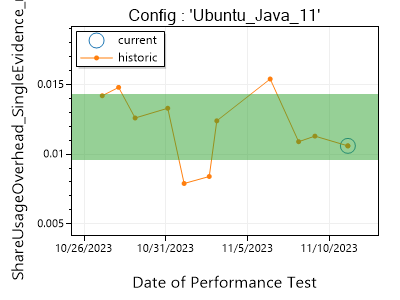 Config : 'Ubuntu_Java_11'
current
historic
ShareUsageOverhead_SingleEvidence_
0.015
0.01
0.005
10/26/2023
10/31/2023
11/5/2023
11/10/2023
Date of Performance Test